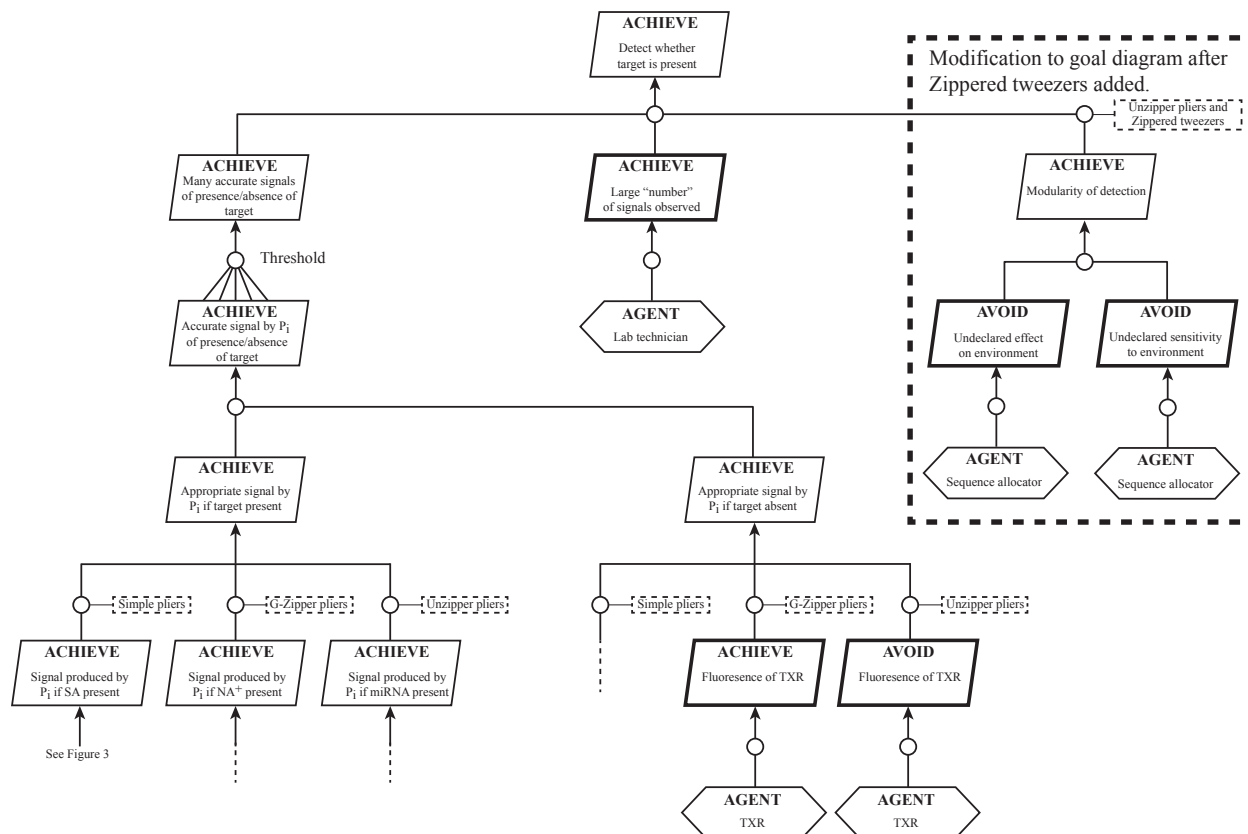 ACHIEVE
Detect whether
target is present
Modification to goal diagram after
Zippered tweezers added.
Unzipper pliers and
Zippered tweezers
ACHIEVE
Many accurate signals
of presence/absence of
target
ACHIEVE
Large “number”
of signals observed
ACHIEVE
Modularity of detection
Threshold
ACHIEVE
Accurate signal by Pi
of presence/absence
of target
AGENT
Lab technician
AVOID
Undeclared effect
on environment
AVOID
Undeclared sensitivity
to environment
AGENT
Sequence allocator
AGENT
Sequence allocator
ACHIEVE
Appropriate signal by
Pi if target present
ACHIEVE
Appropriate signal by
Pi if target absent
Simple pliers
G-Zipper pliers
Unzipper pliers
Simple pliers
G-Zipper pliers
Unzipper pliers
ACHIEVE
Signal produced by
Pi if SA present
ACHIEVE
Signal produced by
Pi if NA+ present
ACHIEVE
Signal produced by
Pi if miRNA present
ACHIEVE
Fluoresence of TXR
AVOID
Fluoresence of TXR
See Figure 3
AGENT
TXR
AGENT
TXR